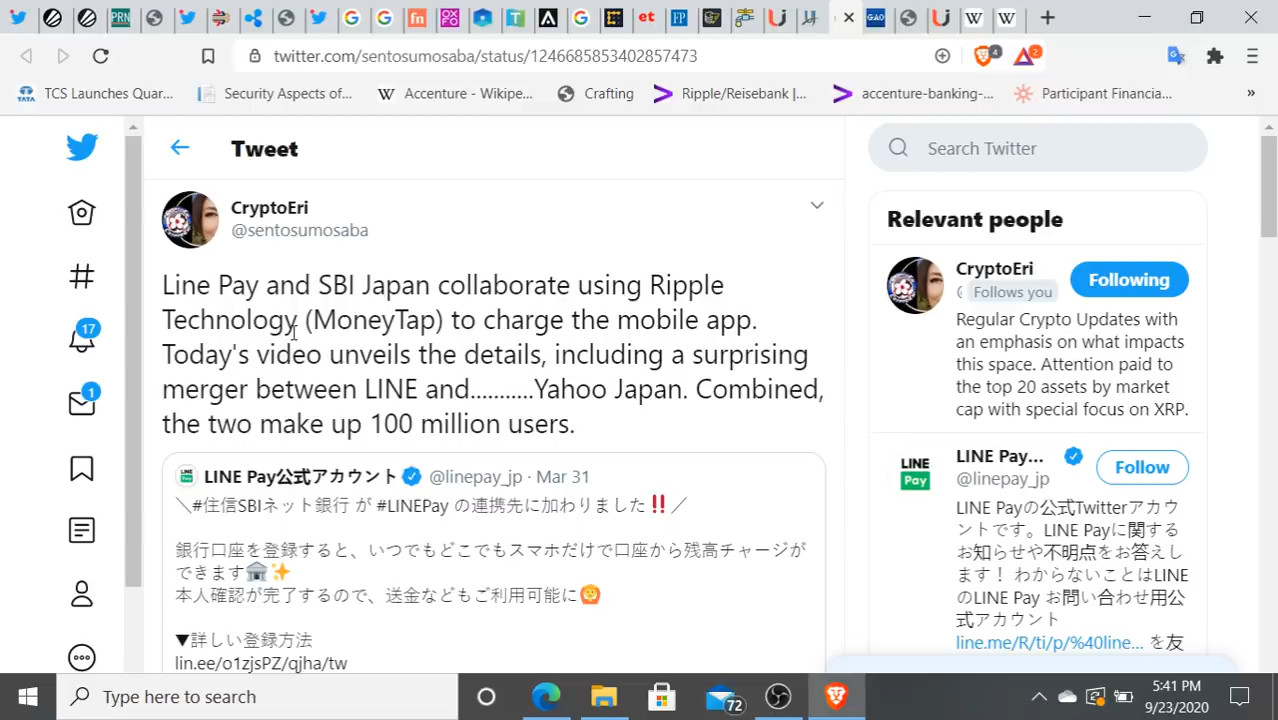 et
FP
GAO
W
W
twitter.com/sentosumosaba/status/1246685853402857473
4
2
TATA
TCS Launches Quar...
Security Aspects of...
W
Accenture - Wikipe...
Crafting
Ripple/Reisebank |...
accenture-banking-...
Participant Financia...
»
Tweet
Search Twitter
CryptoEri
@sentosumosaba
Line Pay and SBI Japan collaborate using Ripple
Technology (MoneyTap) to charge the mobile app.
Today's video unveils the details, including a surprising
merger between LINE and...........Yahoo Japan. Combined,
the two make up 100 million users.
LINE Pay公式アカウント @linepay_jp · Mar 31
＼#住信SBIネット銀行 が #LINEPay の連携先に加わりました‼️／
銀行口座を登録すると、いつでもどこでもスマホだけで口座から残高チャージが
できます🏦✨
本人確認が完了するので、送金などもご利用可能に🙆
▼詳しい登録方法
lin.ee/o1zjsPZ/qjha/tw
17
1
Relevant people
CryptoEri
Follows you
Following
Regular Crypto Updates with
an emphasis on what impacts
this space. Attention paid to
the top 20 assets by market
cap with special focus on XRP.
LINE
Pay
LINE Pay...
@linepay_jp
Follow
LINE Payの公式Twitterアカウ
ントです。LINE Payに関する
お知らせや不明点をお答えし
ます！ わからないことはLINE
のLINE Pay お問い合わせ用公
式アカウント
line.me/R/ti/p/%40line... を友
Type here to search
72
5:41 PM
9/23/2020